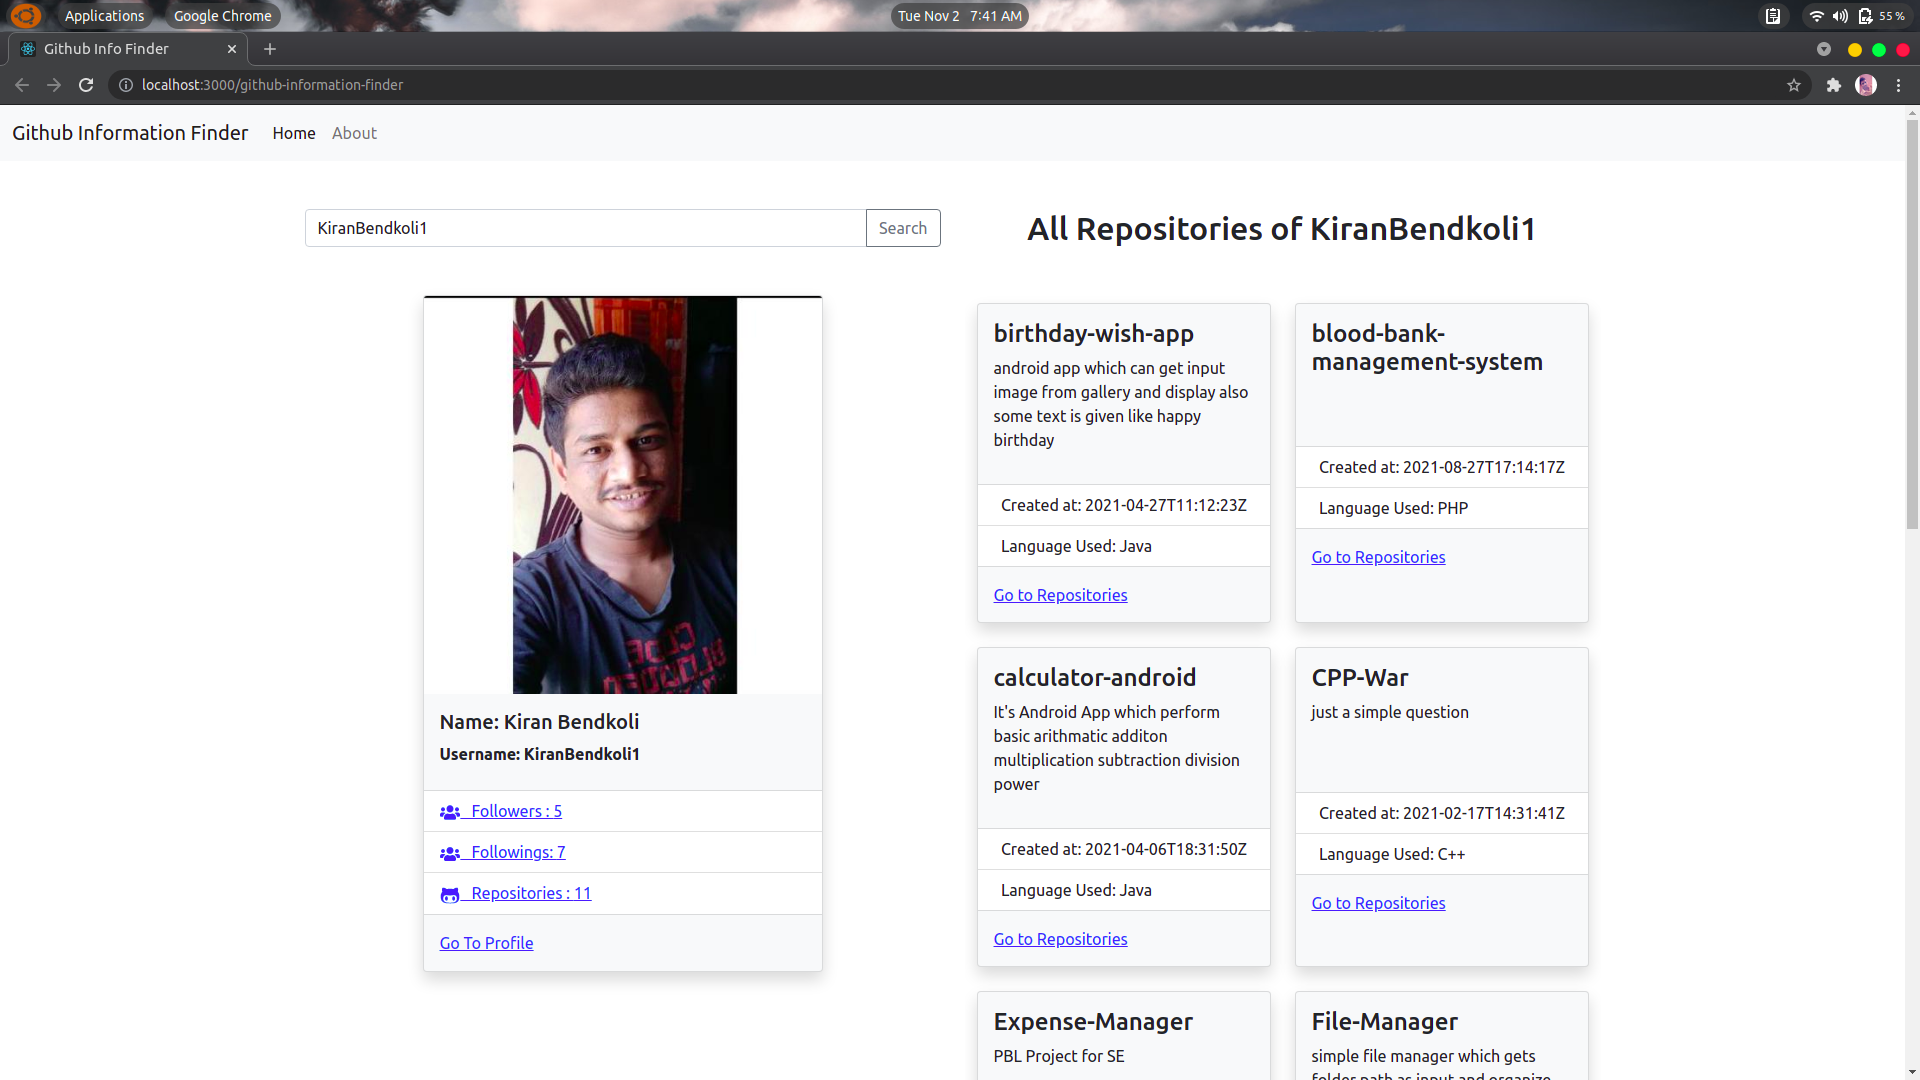 Applications
Google Chrome
Tue Nov 2 7:41 AM
55 %
Github Info Finder
localhost:3000/github-information-finder
Github Information Finder
Home
About
KiranBendkoli1
Search
All Repositories of KiranBendkoli1
Name: Kiran Bendkoli
Username: KiranBendkoli1
Followers : 5
Followings: 7
Repositories : 11
Go To Profile
birthday-wish-app
android app which can get input
image from gallery and display also
some text is given like happy
birthday
Created at: 2021-04-27T11:12:23Z
Language Used: Java
Go to Repositories
blood-bank-
management-system
Created at: 2021-08-27T17:14:17Z
Language Used: PHP
Go to Repositories
calculator-android
It's Android App which perform
basic arithmatic additon
multiplication subtraction division
power
Created at: 2021-04-06T18:31:50Z
Language Used: Java
Go to Repositories
CPP-War
just a simple question
Created at: 2021-02-17T14:31:41Z
Language Used: C++
Go to Repositories
Expense-Manager
PBL Project for SE
File-Manager
simple file manager which gets
folder path as input and organize